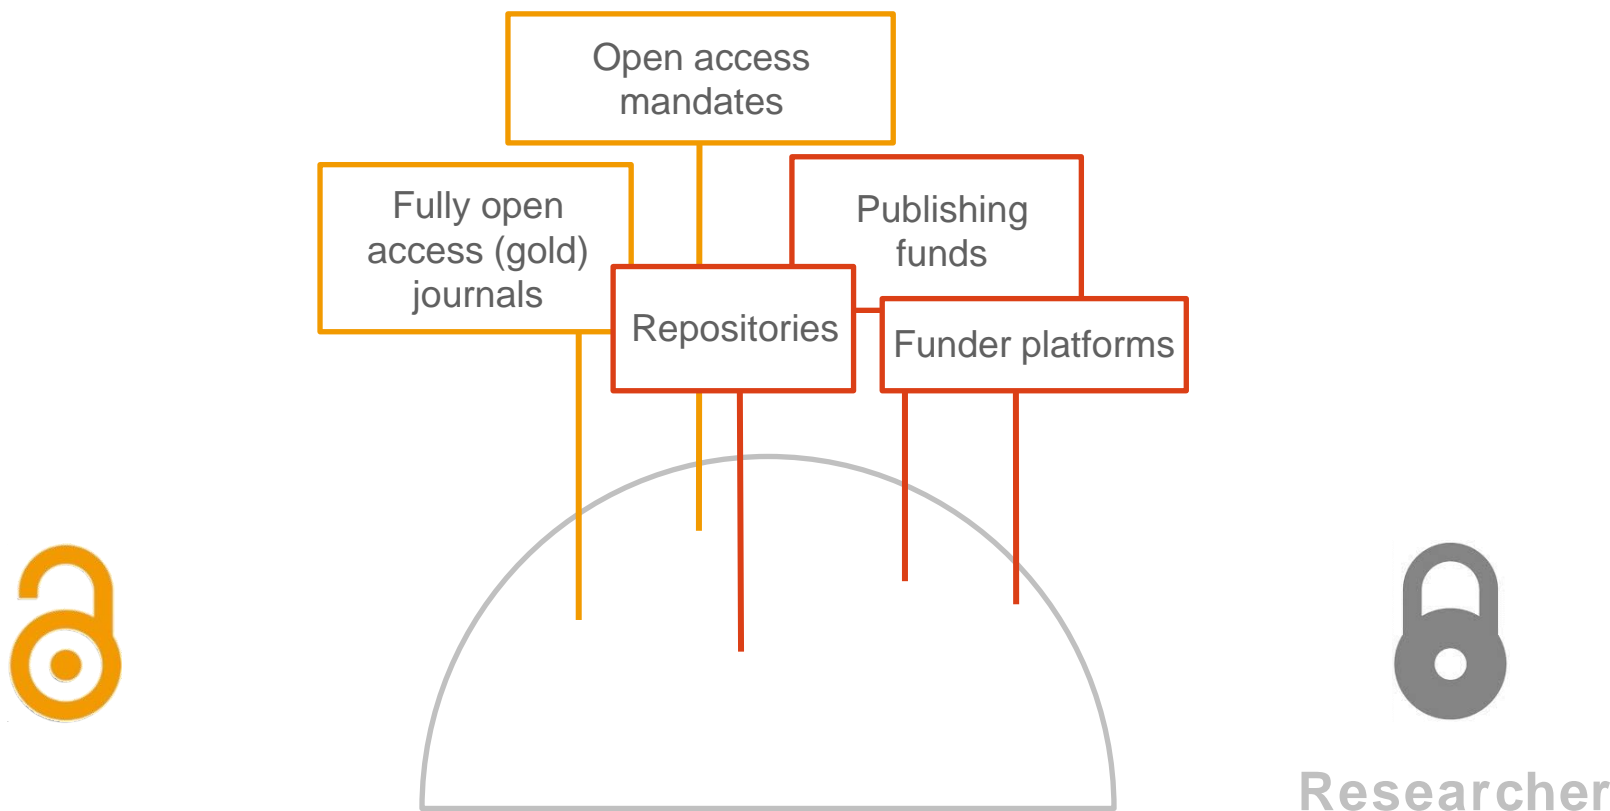 Open access
mandates
Fully open
access (gold)
journals
Publishing
funds
Repositories
Funder platforms
Researcher